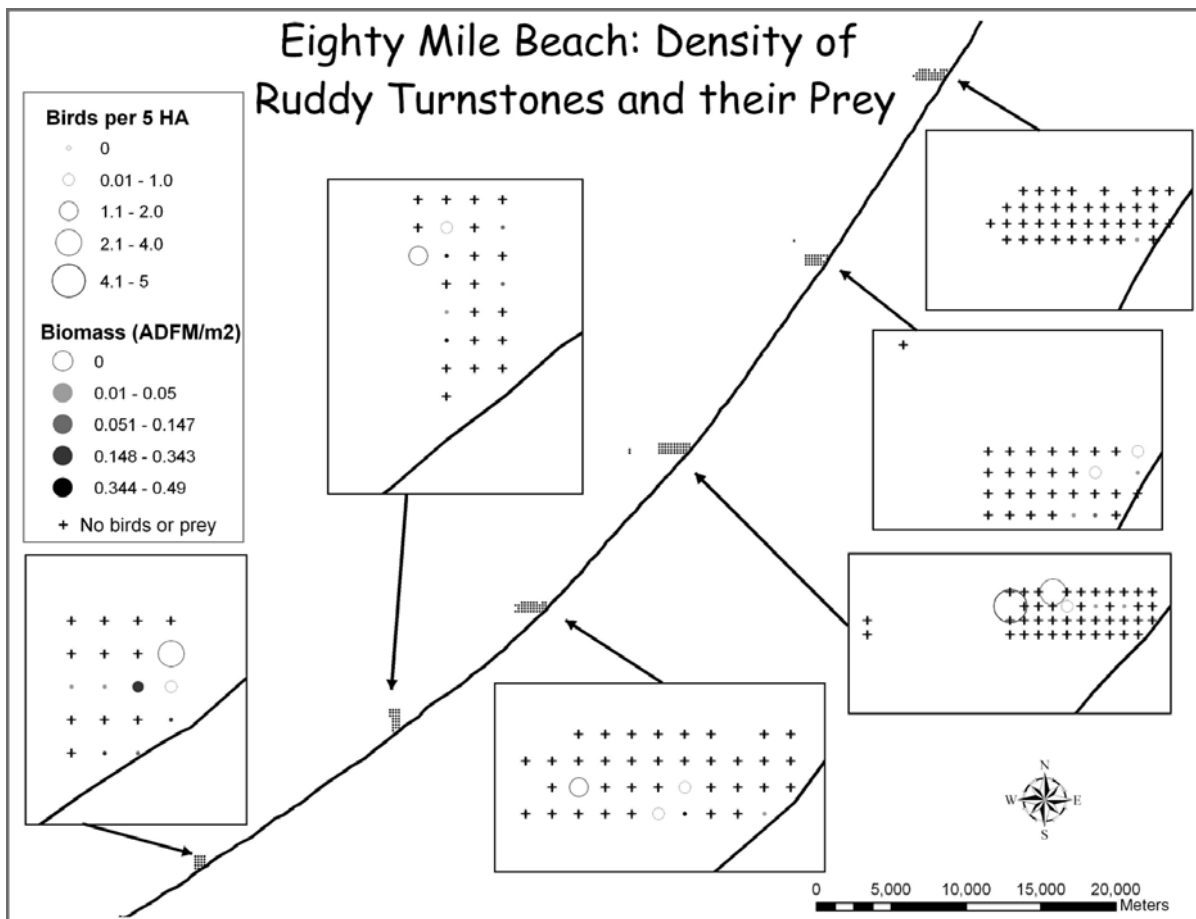 Eighty Mile Beach: Density of
Ruddy Turnstones and their Prey
Birds per 5 HA
0
0.01 - 1.0
1.1 - 2.0
2.1 - 4.0
4.1 - 5
Biomass (ADFM/m2)
0
0.01 - 0.05
0.051 - 0.147
0.148 - 0.343
0.344 - 0.49
+ No birds or prey
N
W E
S
0 5,000 10,000 15,000 20,000
Meters